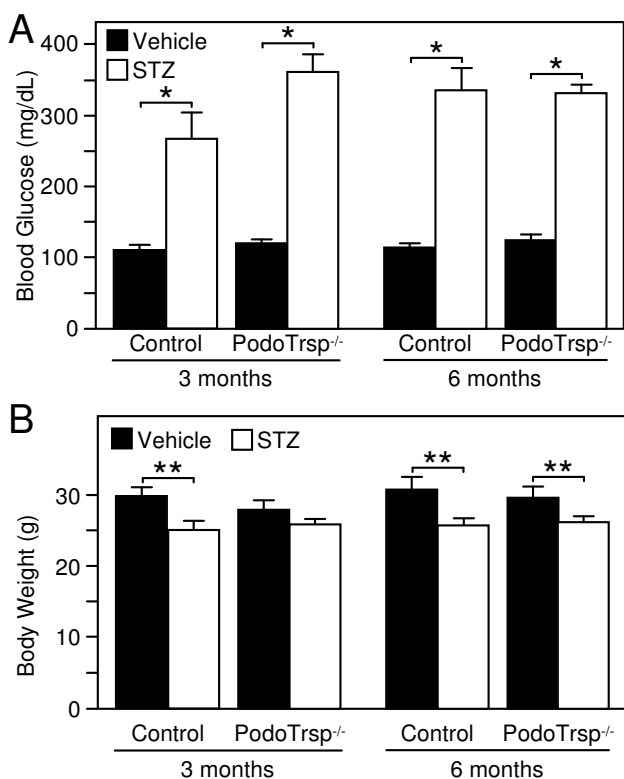 A
Blood Glucose (mg/dL)
400
300
200
100
0
Vehicle
STZ
*
*
*
*
Control
PodoTrsp-/-
Control
PodoTrsp-/-
3 months
6 months
B
Body Weight (g)
30
20
10
0
Vehicle
STZ
**
**
**
Control
PodoTrsp-/-
Control
PodoTrsp-/-
3 months
6 months